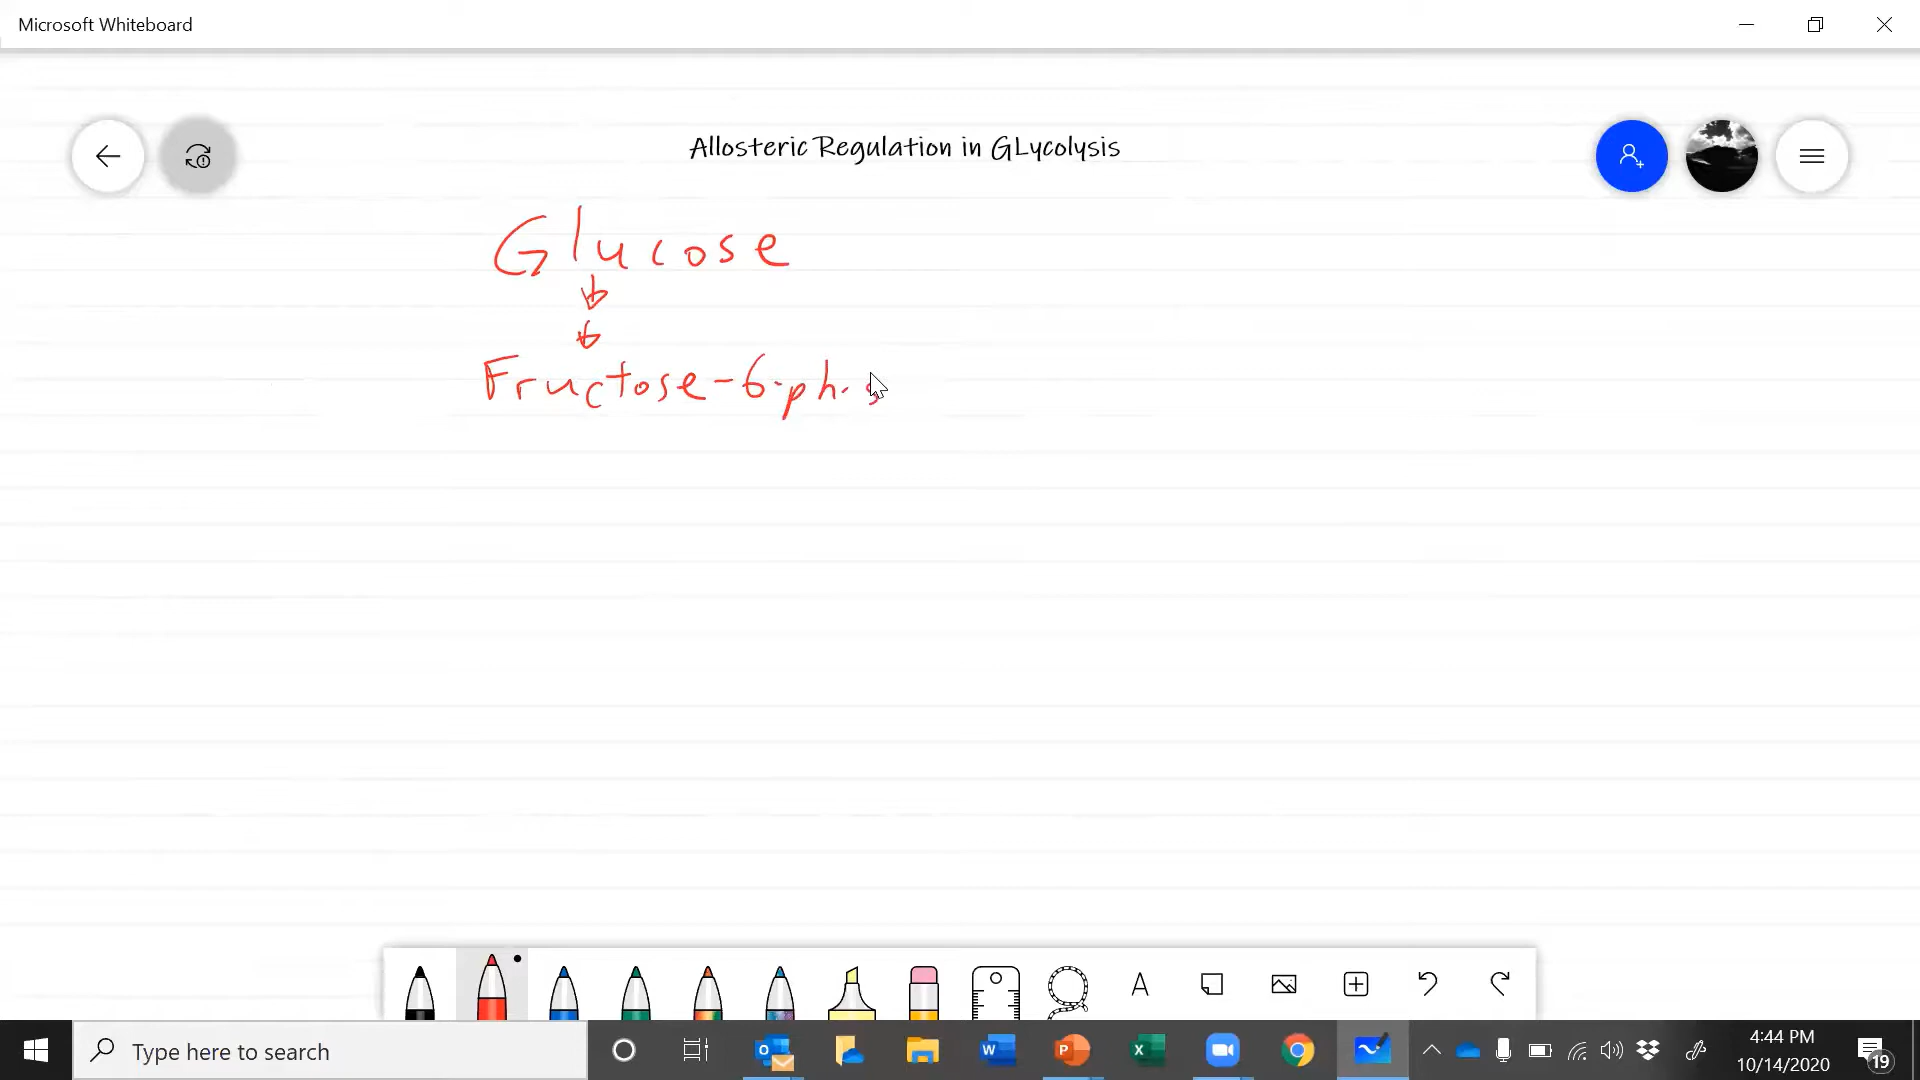 Microsoft Whiteboard
Allosteric Regulation in GLycolysis
Glucose
Fructose-6-ph. s
A
Type here to search
4:44 PM
10/14/2020
19